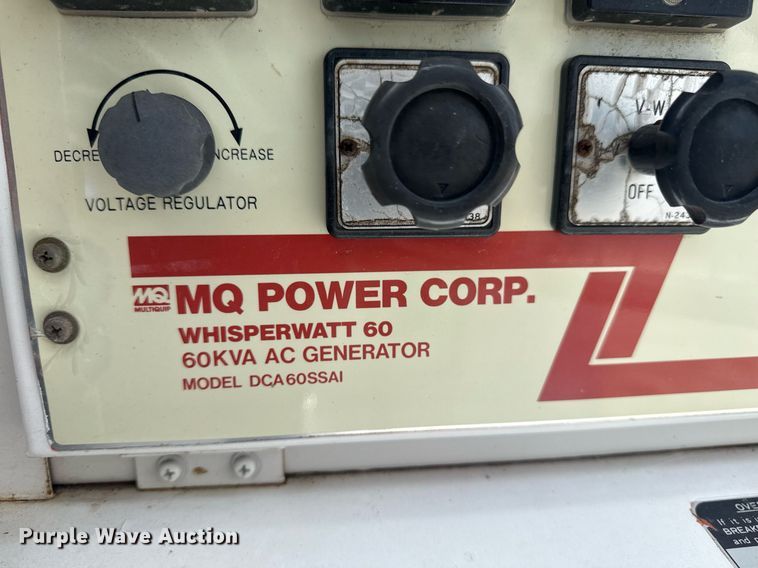 V-W
DECRE INCREASE
VOLTAGE REGULATOR
OFF
38
N-24
MQ
MULTIQUIP
MQ POWER CORP.
WHISPERWATT 60
60KVA AC GENERATOR
MODEL DCA60SSAI
OVE
If it is
BREAK
and
Purple Wave Auction